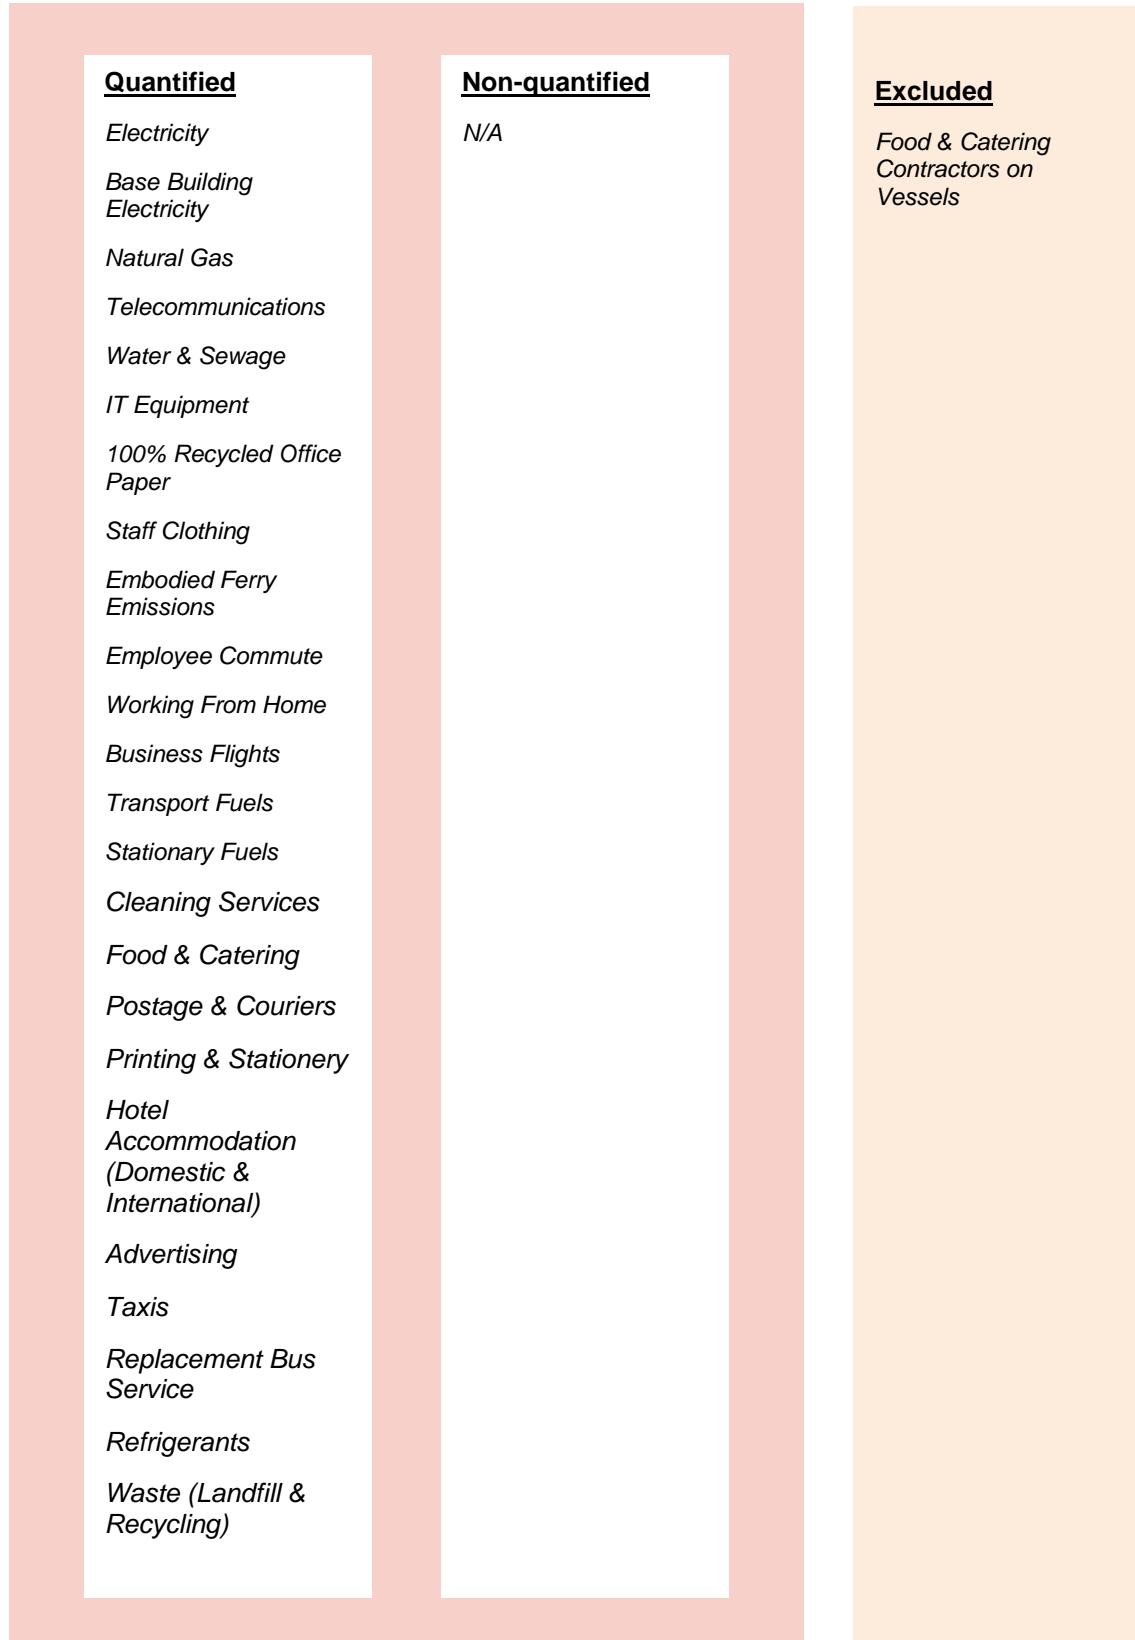 Quantified
Electricity
Base Building
Electricity
Natural Gas
Telecommunications
Water & Sewage
IT Equipment
100% Recycled Office
Paper
Staff Clothing
Embodied Ferry
Emissions
Employee Commute
Working From Home
Business Flights
Transport Fuels
Stationary Fuels
Cleaning Services
Food & Catering
Postage & Couriers
Printing & Stationery
Hotel
Accommodation
(Domestic &
International)
Advertising
Taxis
Replacement Bus
Service
Refrigerants
Waste (Landfill &
Recycling)
Non-quantified
N/A
Excluded
Food & Catering
Contractors on
Vessels